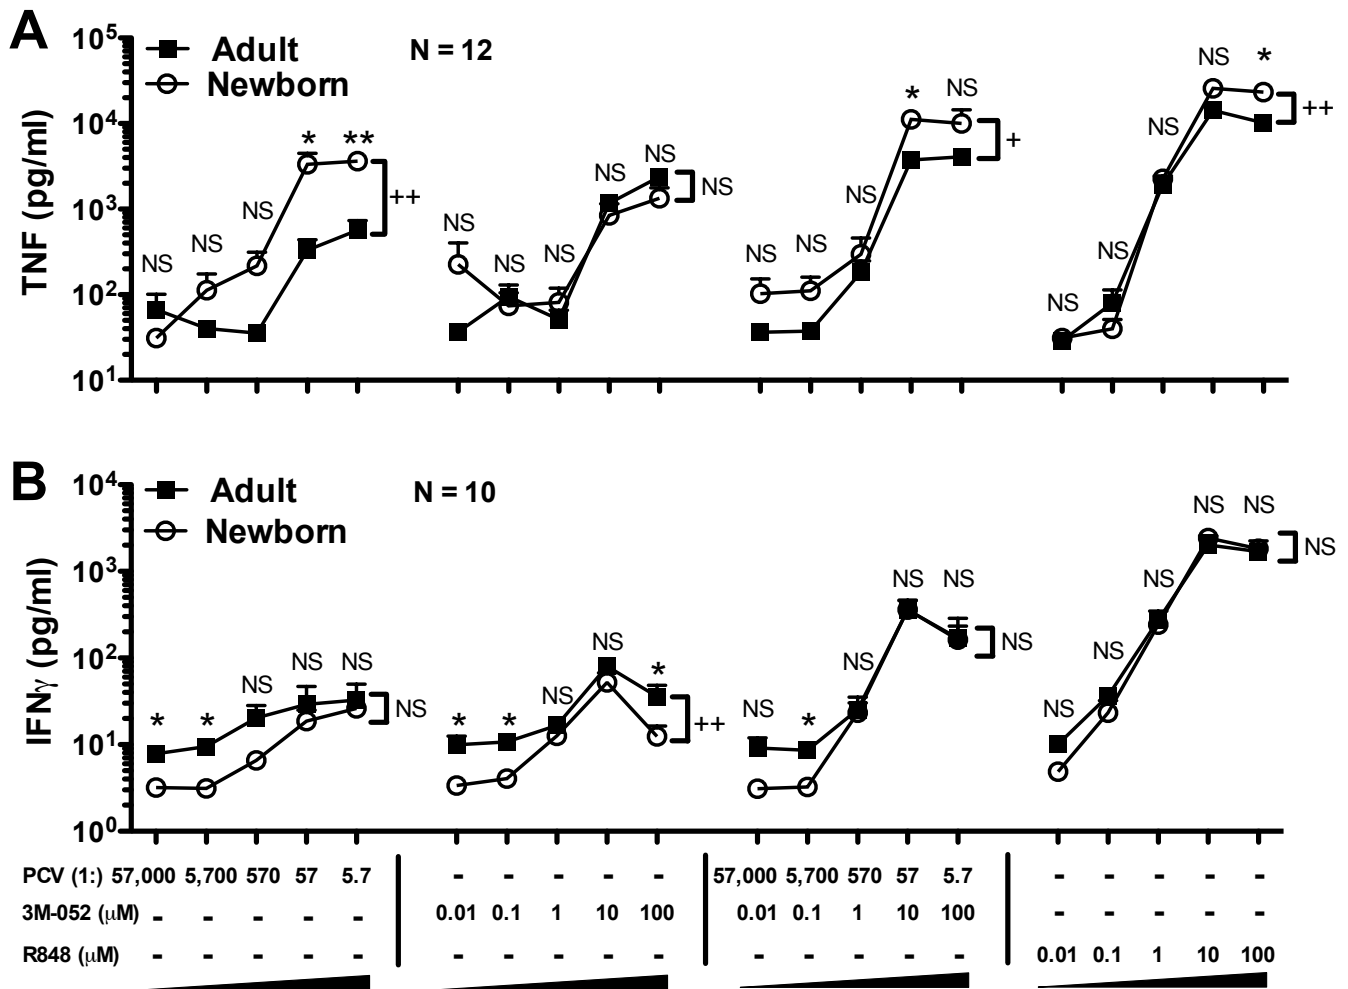 A
10⁵
Adult
N = 12
Newborn
NS
*
10⁴
*
NS
NS
++
TNF (pg/ml)
*
**
NS
NS
NS
+
NS
NS
++
NS
10³
NS
NS
NS
NS
NS
NS
NS
NS
NS
10²
NS
10¹
B
10⁴
Adult
N = 10
Newborn
NS
NS
NS
10³
NS
NS
NS
IFNγ (pg/ml)
10²
NS
NS
NS
*
NS
NS
NS
NS
NS
*
*
NS
*
*
++
NS
*
NS
10¹
10⁰
PCV (1:) 57,000 5,700 570 57 5.7 - - - - - 57,000 5,700 570 57 5.7 - - - - -
3M-052 (μM) - - - - - 0.01 0.1 1 10 100 0.01 0.1 1 10 100 - - - - -
R848 (μM) - - - - - - - - - - - - - - - 0.01 0.1 1 10 100